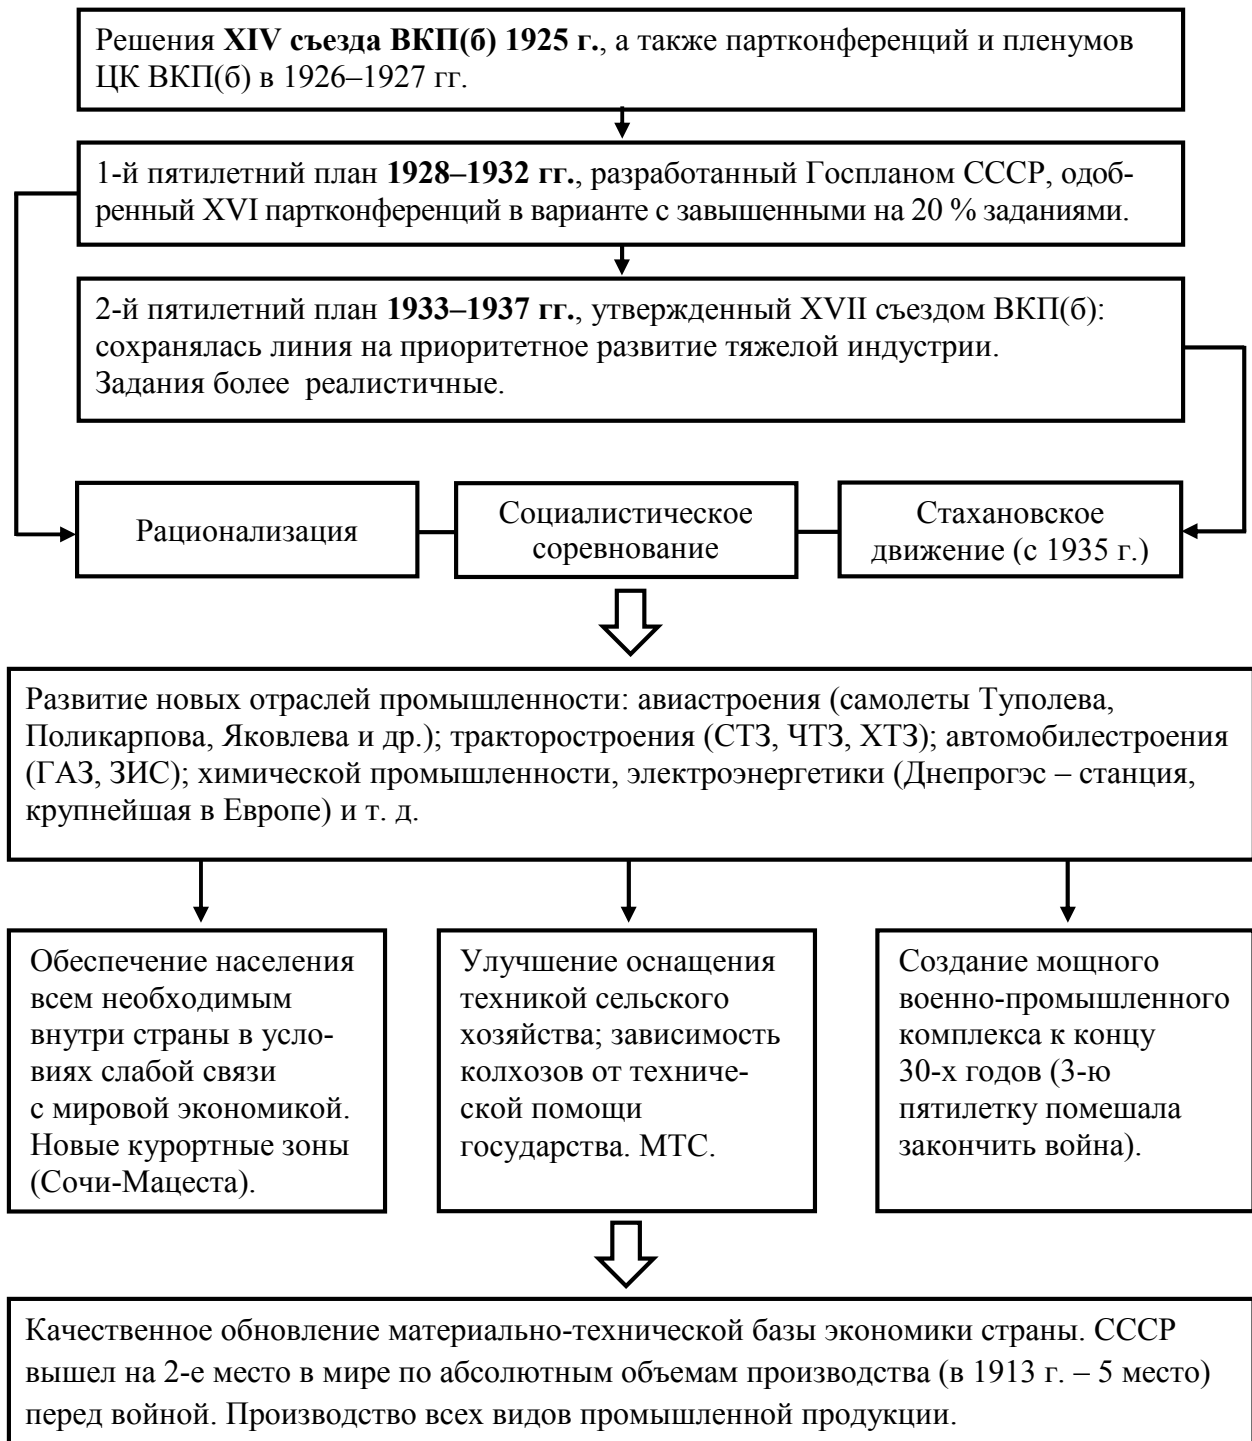 Решения XIV съезда ВКП(б) 1925 г., а также партконференций и пленумов
ЦК ВКП(б) в 1926–1927 гг.
1-й пятилетний план 1928–1932 гг., разработанный Госпланом СССР, одоб-
ренный XVI партконференций в варианте с завышенными на 20 % заданиями.
2-й пятилетний план 1933–1937 гг., утвержденный XVII съездом ВКП(б):
сохранялась линия на приоритетное развитие тяжелой индустрии.
Задания более реалистичные.
Рационализация
Социалистическое
соревнование
Стахановское
движение (с 1935 г.)
Развитие новых отраслей промышленности: авиастроения (самолеты Туполева,
Поликарпова, Яковлева и др.); тракторостроения (СТЗ, ЧТЗ, ХТЗ); автомобилестроения
(ГАЗ, ЗИС); химической промышленности, электроэнергетики (Днепрогэс – станция,
крупнейшая в Европе) и т. д.
Обеспечение населения
всем необходимым
внутри страны в усло-
виях слабой связи
с мировой экономикой.
Новые курортные зоны
(Сочи-Мацеста).
Улучшение оснащения
техникой сельского
хозяйства; зависимость
колхозов от техниче-
ской помощи
государства. МТС.
Создание мощного
военно-промышленного
комплекса к концу
30-х годов (3-ю
пятилетку помешала
закончить война).
Качественное обновление материально-технической базы экономики страны. СССР
вышел на 2-е место в мире по абсолютным объемам производства (в 1913 г. – 5 место)
перед войной. Производство всех видов промышленной продукции.